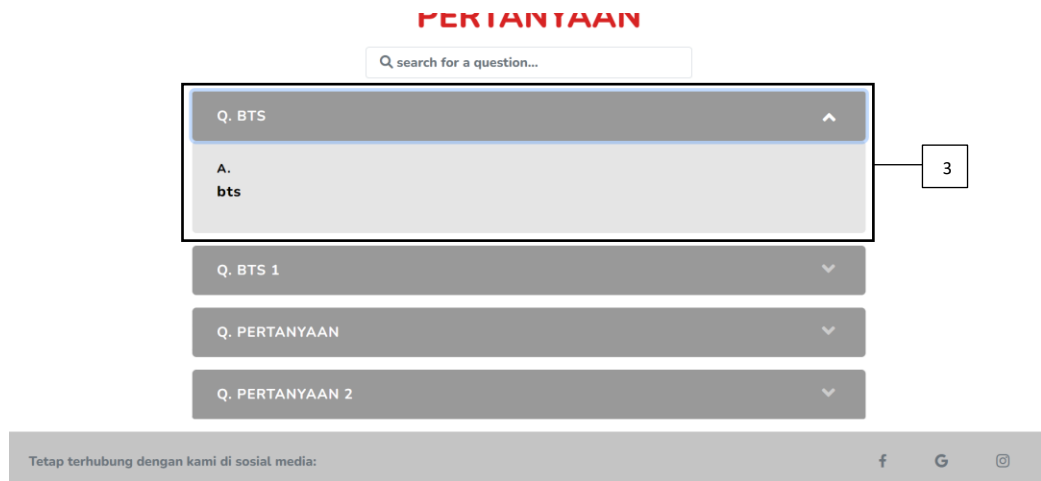 PERTANYAAN
search for a question...
Q. BTS
A.
bts
3
Q. BTS 1
Q. PERTANYAAN
Q. PERTANYAAN 2
Tetap terhubung dengan kami di sosial media: